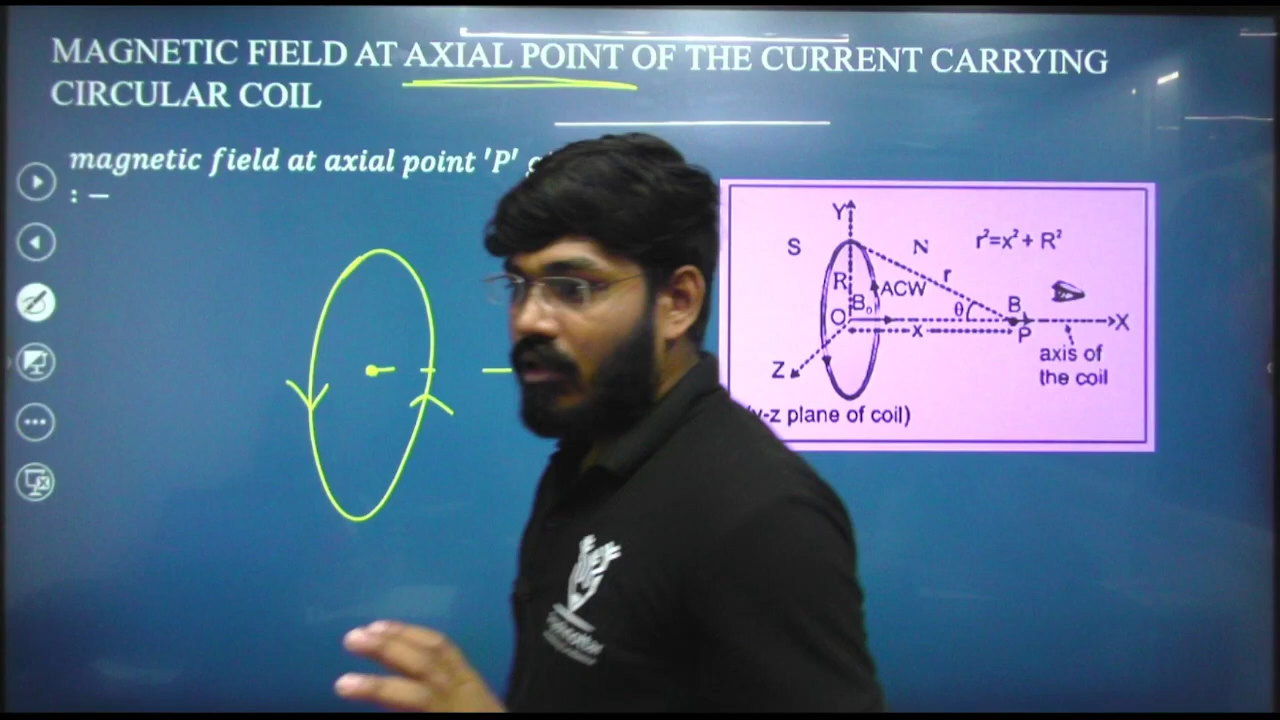 MAGNETIC FIELD AT AXIAL POINT OF THE CURRENT CARRYING
CIRCULAR COIL
magnetic field at axial point 'P'
: –
Y
S
N
r²=x²+ R²
r
R
ACW
B₀
θ
B
O
x
P
X
Z
axis of
the coil
y-z plane of coil)